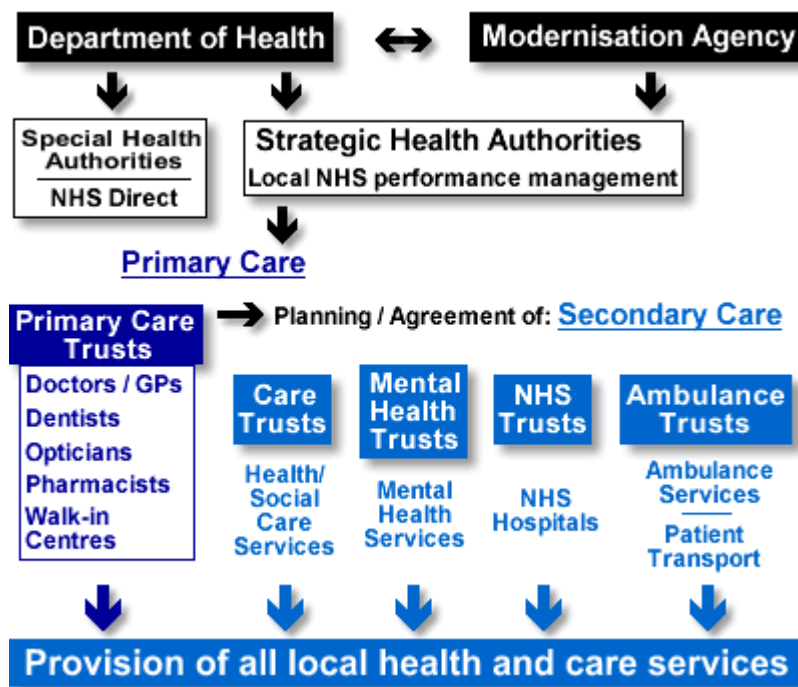 Department of Health
Modernisation Agency
Special Health
Authorities
NHS Direct
Strategic Health Authorities
Local NHS performance management
Primary Care
Primary Care
Trusts
Planning / Agreement of: Secondary Care
Doctors / GPs
Dentists
Opticians
Pharmacists
Walk-in
Centres
Care
Trusts
Health/
Social
Care
Services
Mental
Health
Trusts
Mental
Health
Services
NHS
Trusts
NHS
Hospitals
Ambulance
Trusts
Ambulance
Services
Patient
Transport
Provision of all local health and care services